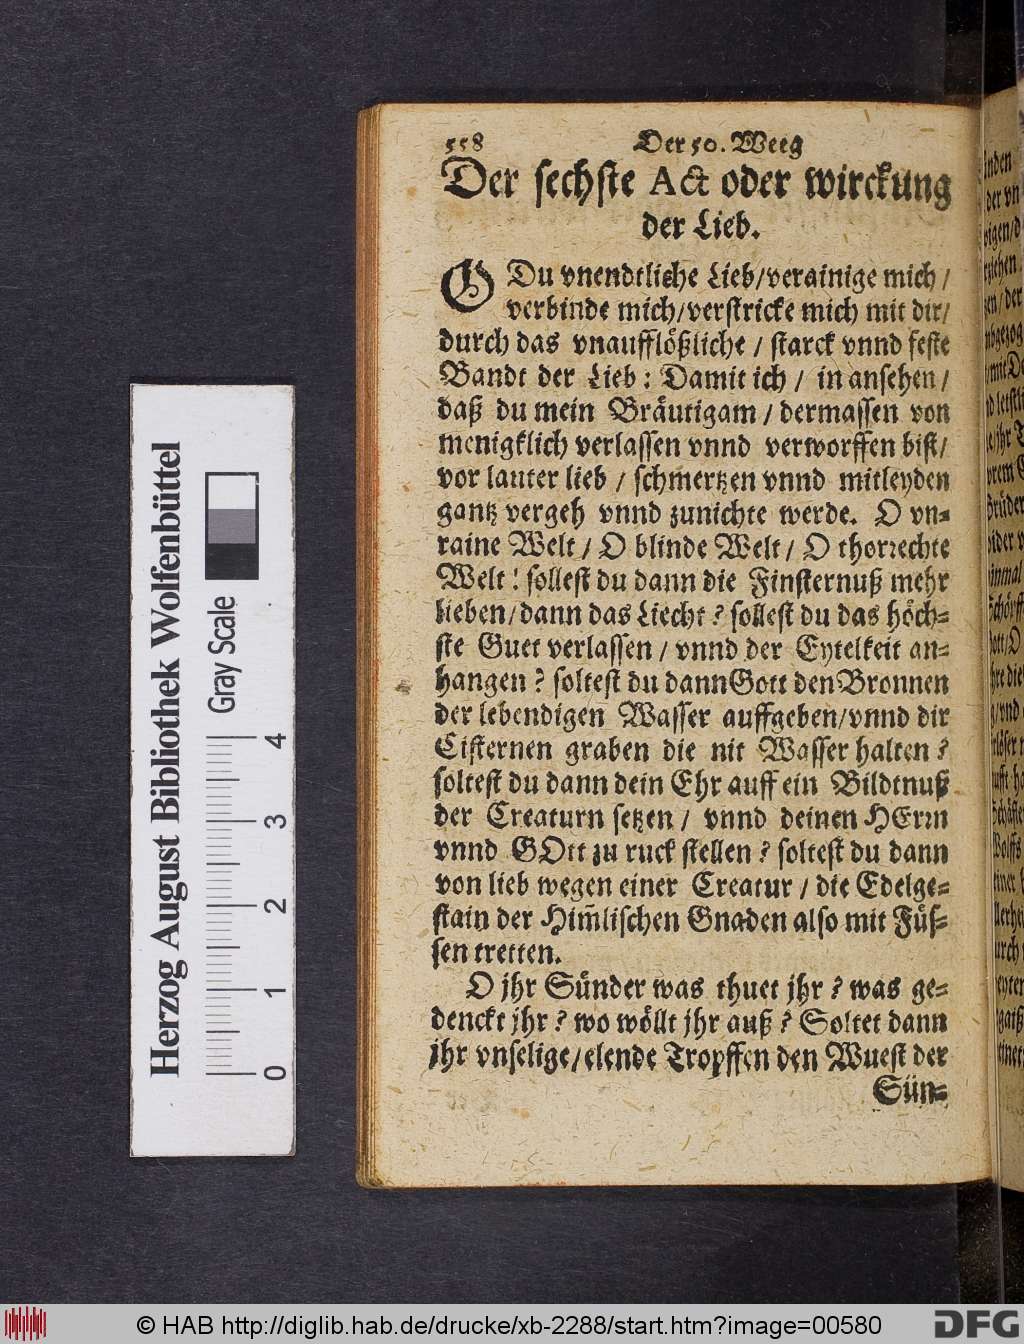 558 Der 50. Weeg
Der sechste Act oder wirckung
der Lieb.
O Du vnendtliche Lieb/verainige mich/
verbinde mich/verstricke mich mit dir/
durch das vnaufflößliche / starck vnnd feste
Bandt der Lieb: Damit ich / in ansehen/
daß du mein Bräutigam / dermassen von
menigklich verlassen vnnd verworffen bist/
vor lauter lieb / schmertzen vnnd mitleyden
gantz vergeh vnnd zunichte werde. O vn-
raine Welt / O blinde Welt / O thorrechte
Welt! sollest du dann die Finsternuß mehr
lieben/dann das Liecht? sollest du das höch-
ste Guet verlassen / vnnd der Eytelkeit an-
hangen? soltest du dann Gott den Bronnen
der lebendigen Wasser auffgeben/vnnd dir
Cisternen graben die nit Wasser halten?
soltest du dann dein Ehr auff ein Bildtnuß
der Creaturn setzen / vnnd deinen HErrn
vnnd GOtt zu ruck stellen? soltest du dann
von lieb wegen einer Creatur / die Edelge-
stain der Him̃lischen Gnaden also mit Füs-
sen tretten.
O jhr Sünder was thuet jhr? was ge-
denckt jhr? wo wöllt jhr auß? Soltet dann
jhr vnselige/elende Tropffen den Wuest der
Sün-
Herzog August Bibliothek Wolfenbüttel
Gray Scale
0 1 2 3 4
© HAB http://diglib.hab.de/drucke/xb-2288/start.htm?image=00580
DFG